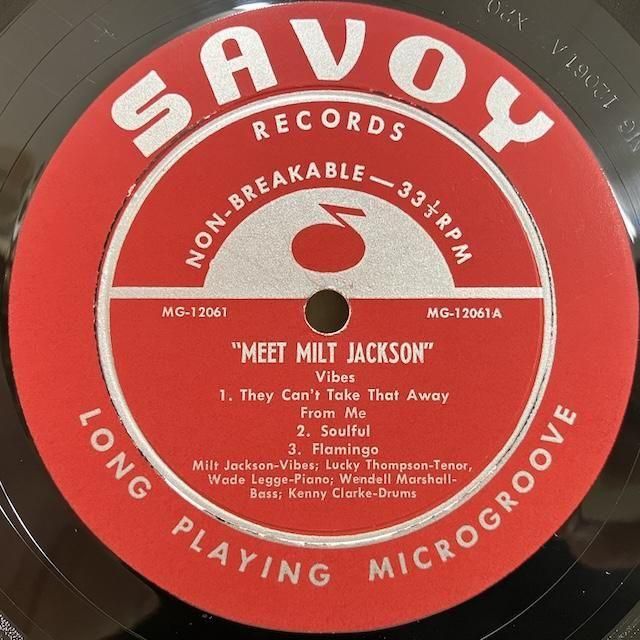 SAVOY
RECORDS
NON-BREAKABLE — 33⅓ RPM
MG-12061
MG-12061A
"MEET MILT JACKSON"
Vibes
1. They Can't Take That Away
From Me
2. Soulful
3. Flamingo
Milt Jackson-Vibes; Lucky Thompson-Tenor,
Wade Legge-Piano; Wendell Marshall-
Bass; Kenny Clarke-Drums
LONG PLAYING MICROGROOVE
MG 12061A